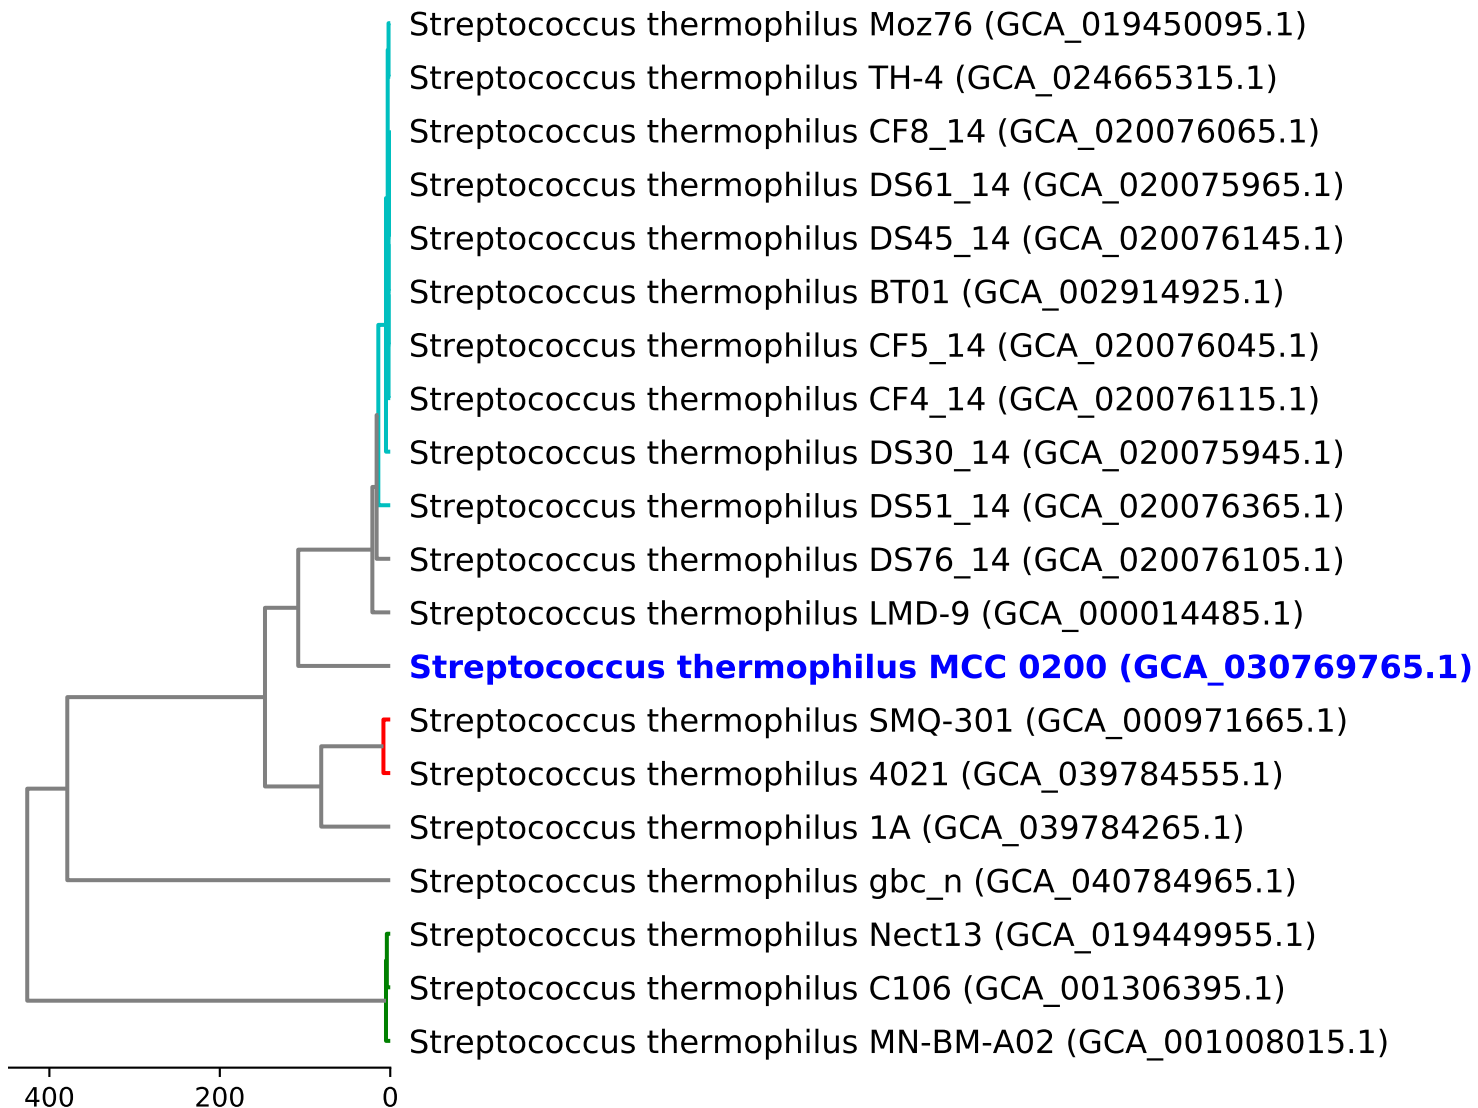 Streptococcus thermophilus Moz76 (GCA_019450095.1)
Streptococcus thermophilus TH-4 (GCA_024665315.1)
Streptococcus thermophilus CF8_14 (GCA_020076065.1)
Streptococcus thermophilus DS61_14 (GCA_020075965.1)
Streptococcus thermophilus DS45_14 (GCA_020076145.1)
Streptococcus thermophilus BT01 (GCA_002914925.1)
Streptococcus thermophilus CF5_14 (GCA_020076045.1)
Streptococcus thermophilus CF4_14 (GCA_020076115.1)
Streptococcus thermophilus DS30_14 (GCA_020075945.1)
Streptococcus thermophilus DS51_14 (GCA_020076365.1)
Streptococcus thermophilus DS76_14 (GCA_020076105.1)
Streptococcus thermophilus LMD-9 (GCA_000014485.1)
Streptococcus thermophilus MCC 0200 (GCA_030769765.1)
Streptococcus thermophilus SMQ-301 (GCA_000971665.1)
Streptococcus thermophilus 4021 (GCA_039784555.1)
Streptococcus thermophilus 1A (GCA_039784265.1)
Streptococcus thermophilus gbc_n (GCA_040784965.1)
Streptococcus thermophilus Nect13 (GCA_019449955.1)
Streptococcus thermophilus C106 (GCA_001306395.1)
Streptococcus thermophilus MN-BM-A02 (GCA_001008015.1)
400 200 0